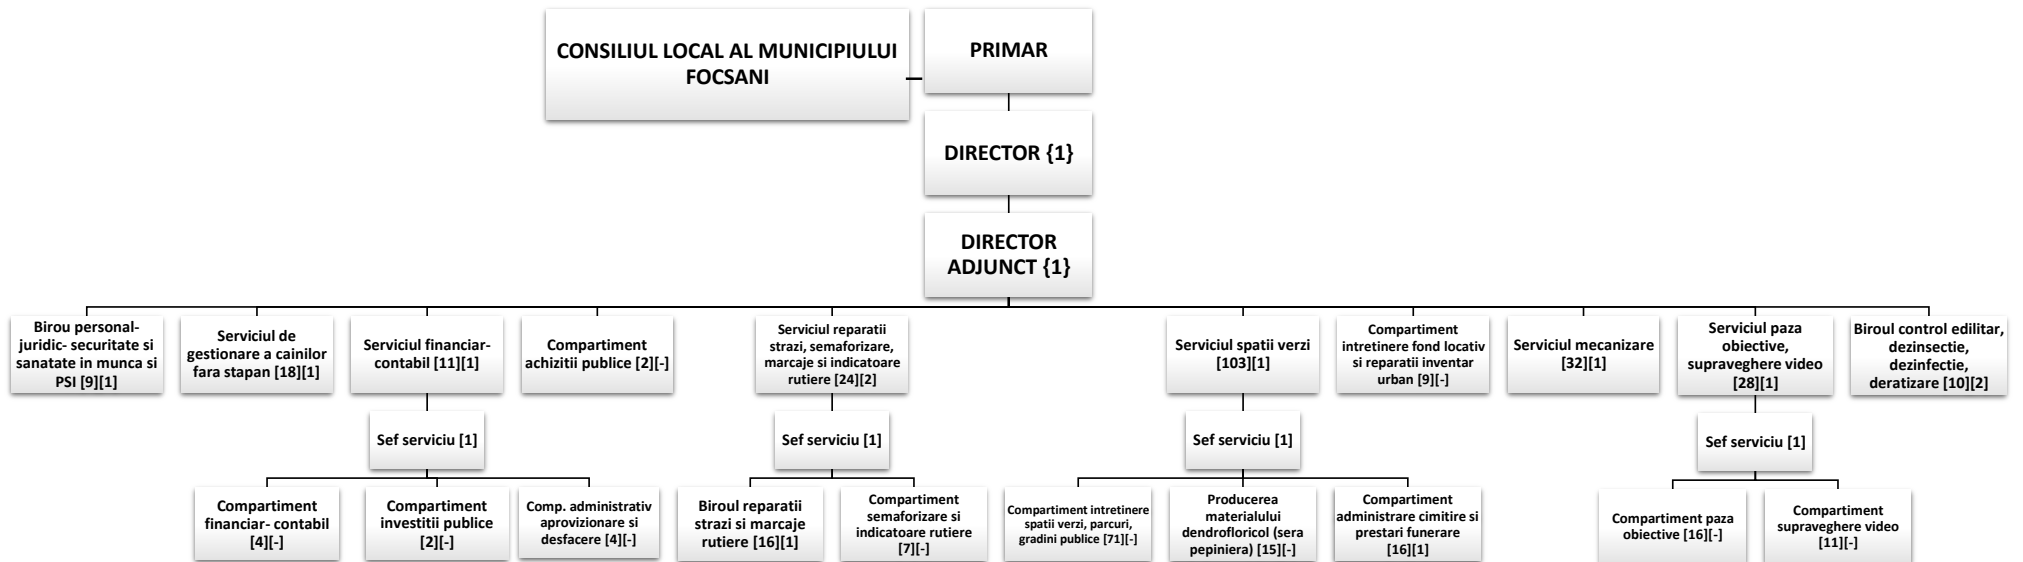 CONSILIUL LOCAL AL MUNICIPIULUI
FOCSANI
PRIMAR
DIRECTOR {1}
DIRECTOR
ADJUNCT {1}
Birou personal-
juridic- securitate si
sanatate in munca si
PSI [9][1]
Serviciul de
gestionare a cainilor
fara stapan [18][1]
Serviciul financiar-
contabil [11][1]
Compartiment
achizitii publice [2][-]
Serviciul reparatii
strazi, semaforizare,
marcaje si indicatoare
rutiere [24][2]
Serviciul spatii verzi
[103][1]
Compartiment
intretinere fond locativ
si reparatii inventar
urban [9][-]
Serviciul mecanizare
[32][1]
Serviciul paza
obiective,
supraveghere video
[28][1]
Biroul control edilitar,
dezinsectie,
dezinfectie,
deratizare [10][2]
Sef serviciu [1]
Sef serviciu [1]
Sef serviciu [1]
Sef serviciu [1]
Compartiment
financiar- contabil
[4][-]
Compartiment
investitii publice
[2][-]
Comp. administrativ
aprovizionare si
desfacere [4][-]
Biroul reparatii
strazi si marcaje
rutiere [16][1]
Compartiment
semaforizare si
indicatoare rutiere
[7][-]
Compartiment intretinere
spatii verzi, parcuri,
gradini publice [71][-]
Producerea
materialului
dendrofloricol (sera
pepiniera) [15][-]
Compartiment
administrare cimitire si
prestari funerare
[16][1]
Compartiment paza
obiective [16][-]
Compartiment
supraveghere video
[11][-]